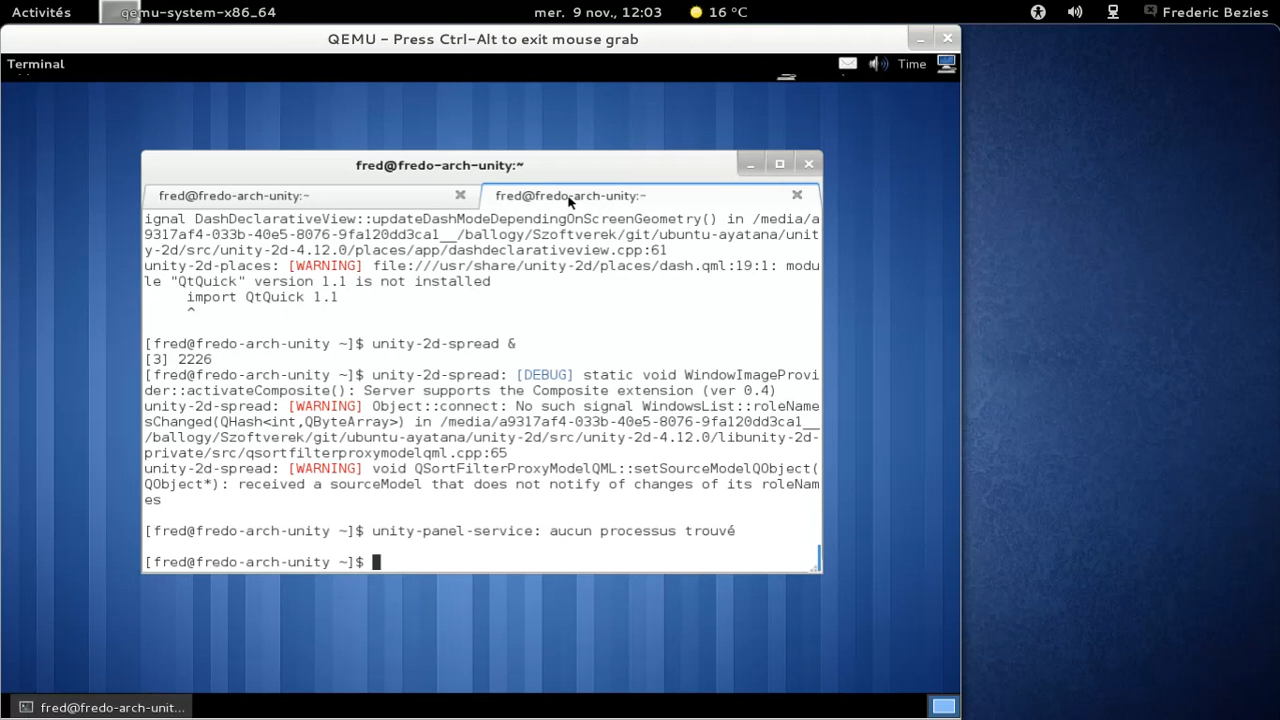 Activités
qemu-system-x86_64
mer. 9 nov., 12:03
16 °C
Frederic Bezies
QEMU - Press Ctrl-Alt to exit mouse grab
Terminal
Time
fred@fredo-arch-unity:~
fred@fredo-arch-unity:~
fred@fredo-arch-unity:~
ignal DashDeclarativeView::updateDashModeDependingOnScreenGeometry() in /media/a
9317af4-033b-40e5-8076-9fa120dd3ca1__/ballogy/Szoftverek/git/ubuntu-ayatana/unit
y-2d/src/unity-2d-4.12.0/places/app/dashdeclarativeview.cpp:61
unity-2d-places: [WARNING] file:///usr/share/unity-2d/places/dash.qml:19:1: modu
le "QtQuick" version 1.1 is not installed
import QtQuick 1.1
^
[fred@fredo-arch-unity ~]$ unity-2d-spread &
[3] 2226
[fred@fredo-arch-unity ~]$ unity-2d-spread: [DEBUG] static void WindowImageProvi
der::activateComposite(): Server supports the Composite extension (ver 0.4)
unity-2d-spread: [WARNING] Object::connect: No such signal WindowsList::roleName
sChanged(QHash<int,QByteArray>) in /media/a9317af4-033b-40e5-8076-9fa120dd3ca1__
/ballogy/Szoftverek/git/ubuntu-ayatana/unity-2d/src/unity-2d-4.12.0/libunity-2d-
private/src/qsortfilterproxymodelqml.cpp:65
unity-2d-spread: [WARNING] void QSortFilterProxyModelQML::setSourceModelQObject(
QObject*): received a sourceModel that does not notify of changes of its roleNam
es
[fred@fredo-arch-unity ~]$ unity-panel-service: aucun processus trouvé
[fred@fredo-arch-unity ~]$
fred@fredo-arch-unit...